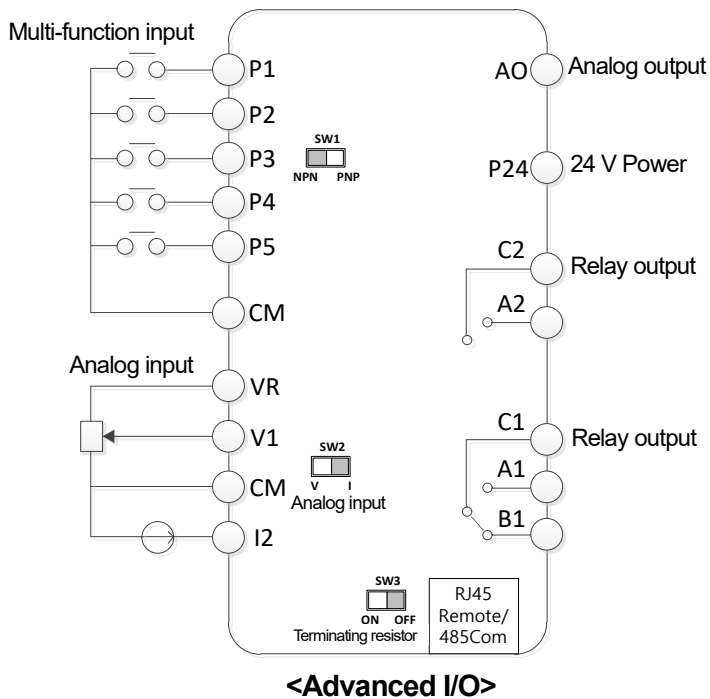 Multi-function input
P1
P2
P3
P4
P5
CM
SW1
NPN PNP
Analog input
VR
V1
CM
I2
SW2
V I
Analog input
SW3
ON OFF
Terminating resistor
RJ45
Remote/
485Com
AO Analog output
P24 24 V Power
C2 Relay output
A2
C1 Relay output
A1
B1
<Advanced I/O>